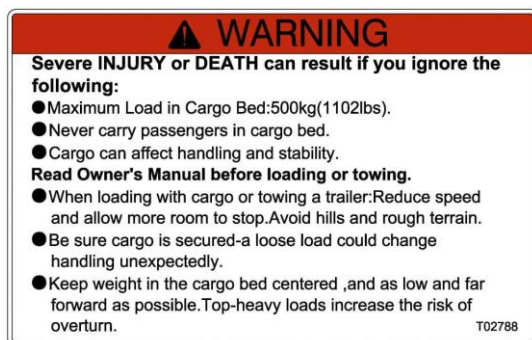 WARNING
Severe INJURY or DEATH can result if you ignore the
following:
●Maximum Load in Cargo Bed:500kg(1102lbs).
●Never carry passengers in cargo bed.
●Cargo can affect handling and stability.
Read Owner's Manual before loading or towing.
●When loading with cargo or towing a trailer:Reduce speed
and allow more room to stop.Avoid hills and rough terrain.
●Be sure cargo is secured-a loose load could change
handling unexpectedly.
●Keep weight in the cargo bed centered ,and as low and far
forward as possible.Top-heavy loads increase the risk of
overturn.
T02788